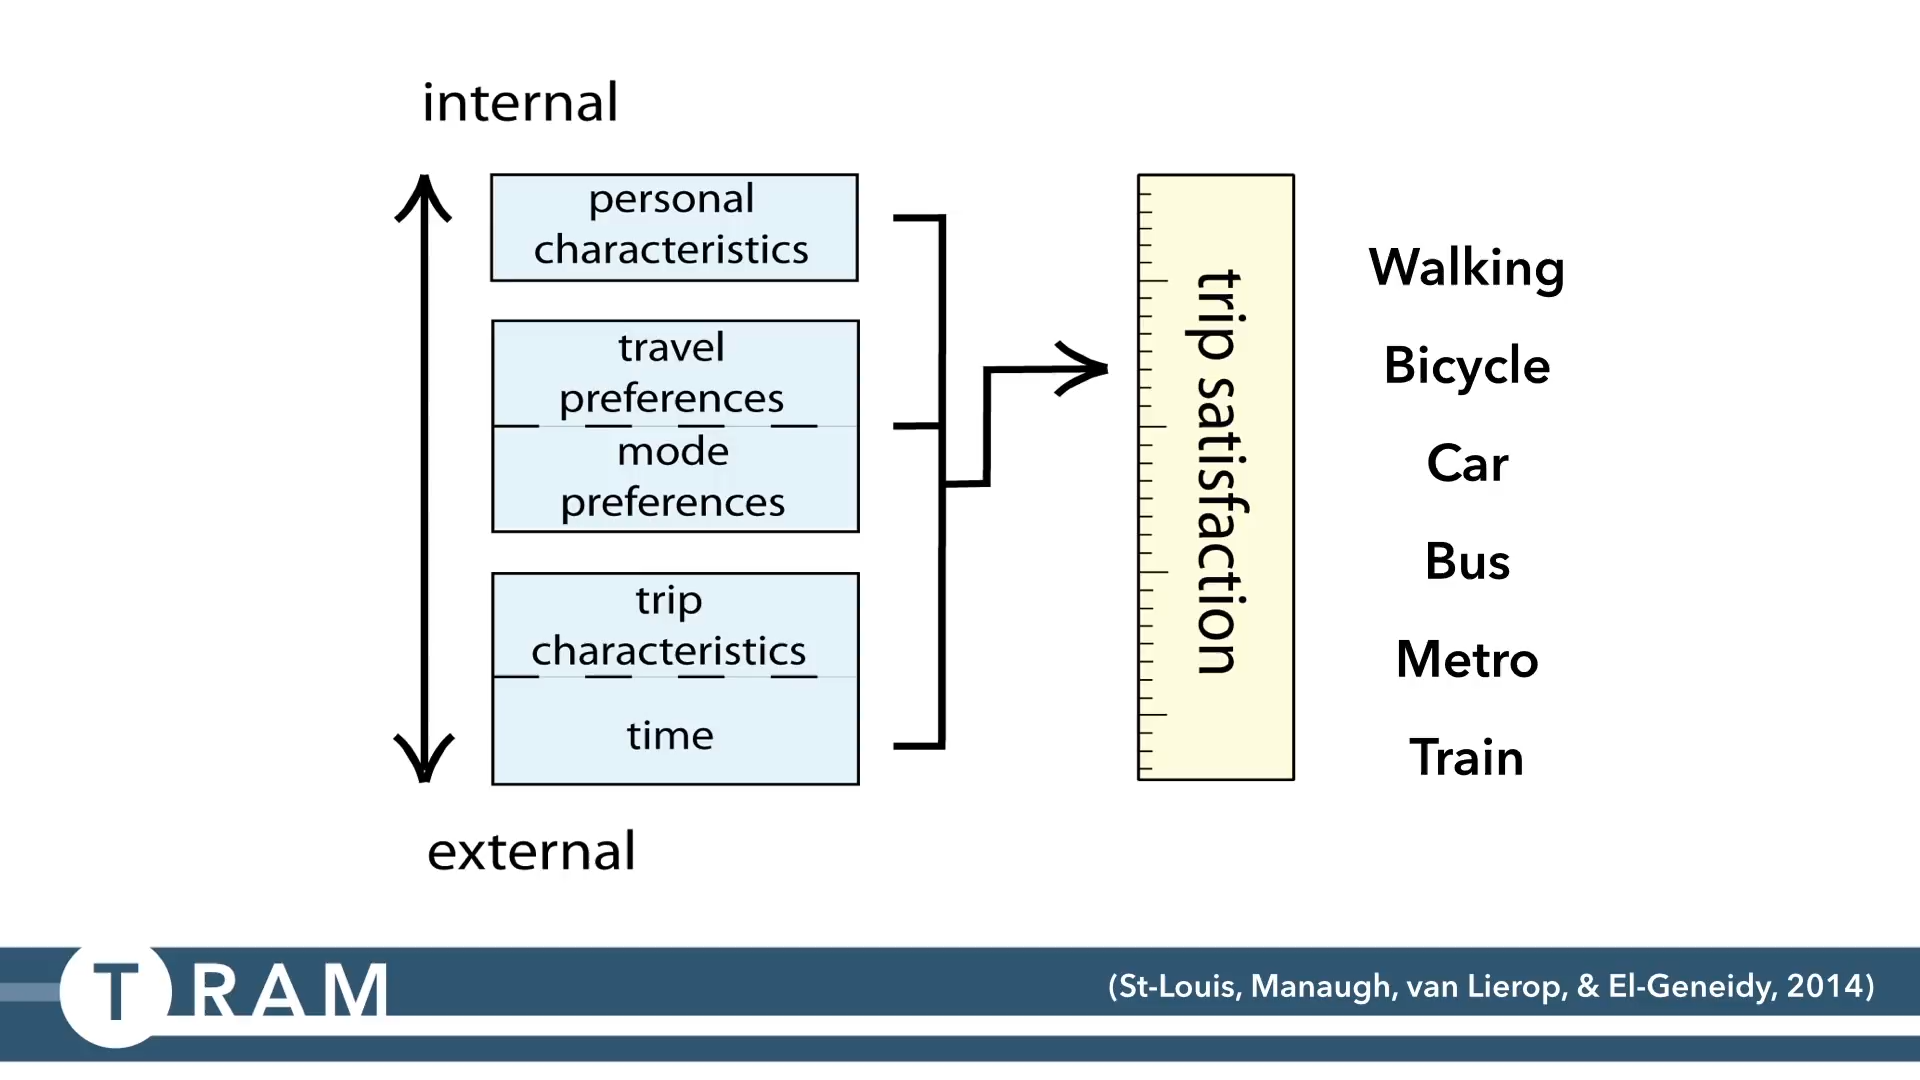 internal
personal
characteristics
travel
preferences
mode
preferences
trip
characteristics
time
external
trip satisfaction
Walking
Bicycle
Car
Bus
Metro
Train
TRAM
(St-Louis, Manaugh, van Lierop, & El-Geneidy, 2014)